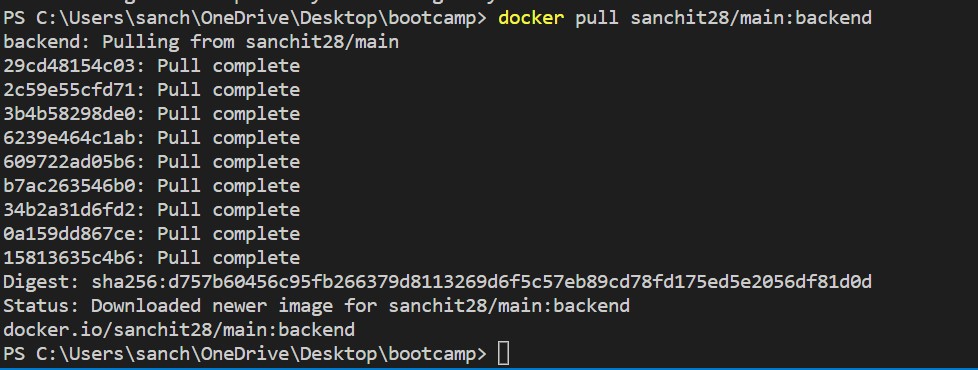 PS C:\Users\sanch\OneDrive\Desktop\bootcamp> docker pull sanchit28/main:backend
backend: Pulling from sanchit28/main
29cd48154c03: Pull complete
2c59e55cfd71: Pull complete
3b4b58298de0: Pull complete
6239e464c1ab: Pull complete
609722ad05b6: Pull complete
b7ac263546b0: Pull complete
34b2a31d6fd2: Pull complete
0a159dd867ce: Pull complete
15813635c4b6: Pull complete
Digest: sha256:d757b60456c95fb266379d8113269d6f5c57eb89cd78fd175ed5e2056df81d0d
Status: Downloaded newer image for sanchit28/main:backend
docker.io/sanchit28/main:backend
PS C:\Users\sanch\OneDrive\Desktop\bootcamp>